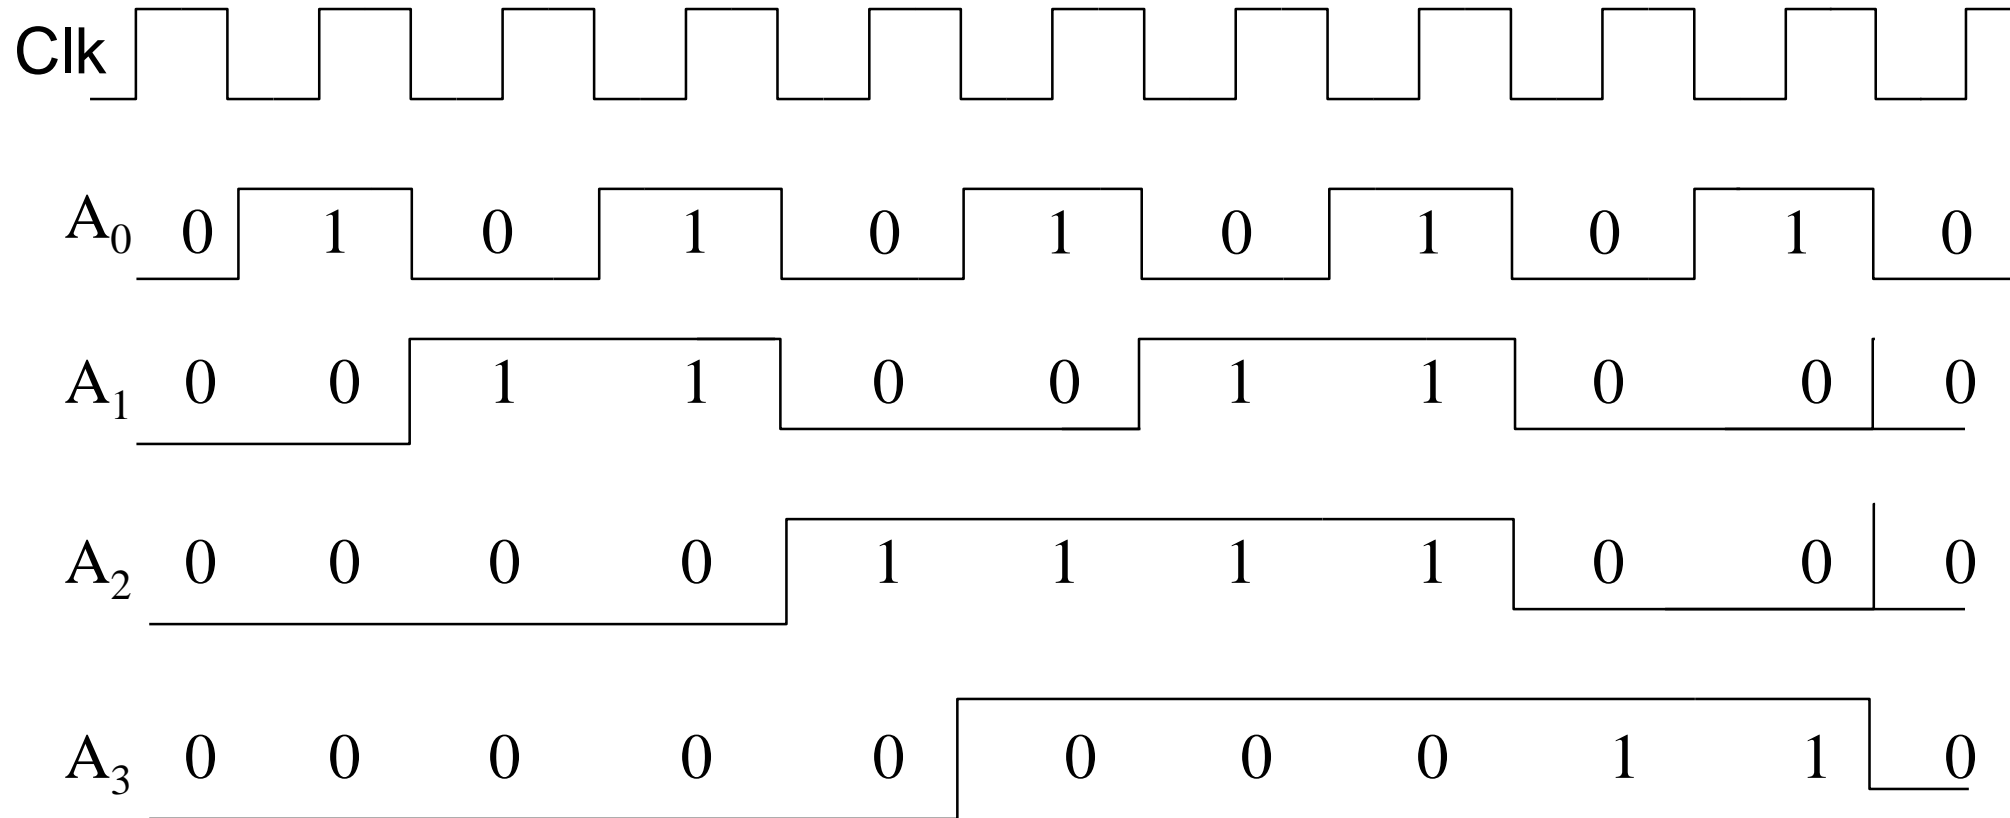 Clk
A0 0 1 0 1 0 1 0 1 0 1 0
A1 0 0 1 1 0 0 1 1 0 0 0
A2 0 0 0 0 1 1 1 1 0 0 0
A3 0 0 0 0 0 0 0 0 1 1 0